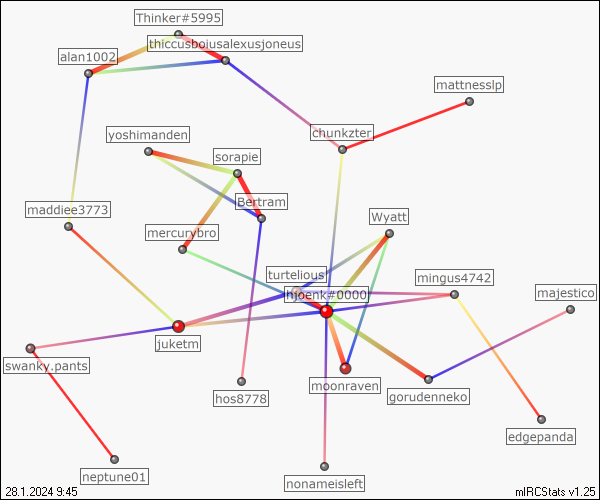 Thinker#5995
thiccusboiusalexusjoneus
alan1002
mattnesslp
chunkzter
yoshimanden
sorapie
Bertram
maddiee3773
Wyatt
mercurybro
turtelious
mingus4742
hjoenk#0000
majestico
juketm
swanky.pants
moonraven
hos8778
gorudenneko
edgepanda
neptune01
nonameisleft
28.1.2024 9:45
mIRCStats v1.25